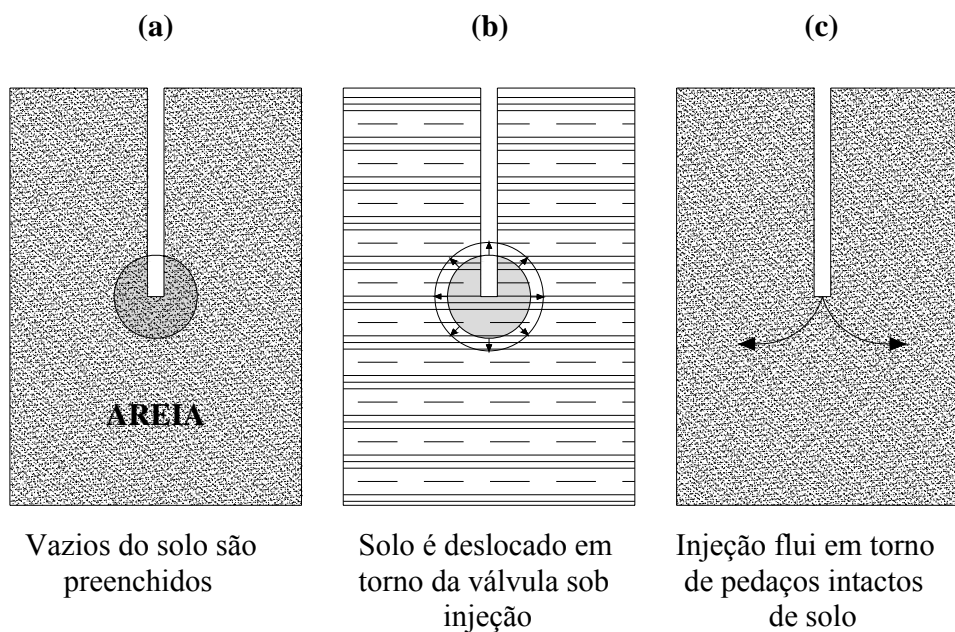 (a)
(b)
(c)
AREIA
Vazios do solo são
preenchidos
Solo é deslocado em
torno da válvula sob
injeção
Injeção flui em torno
de pedaços intactos
de solo